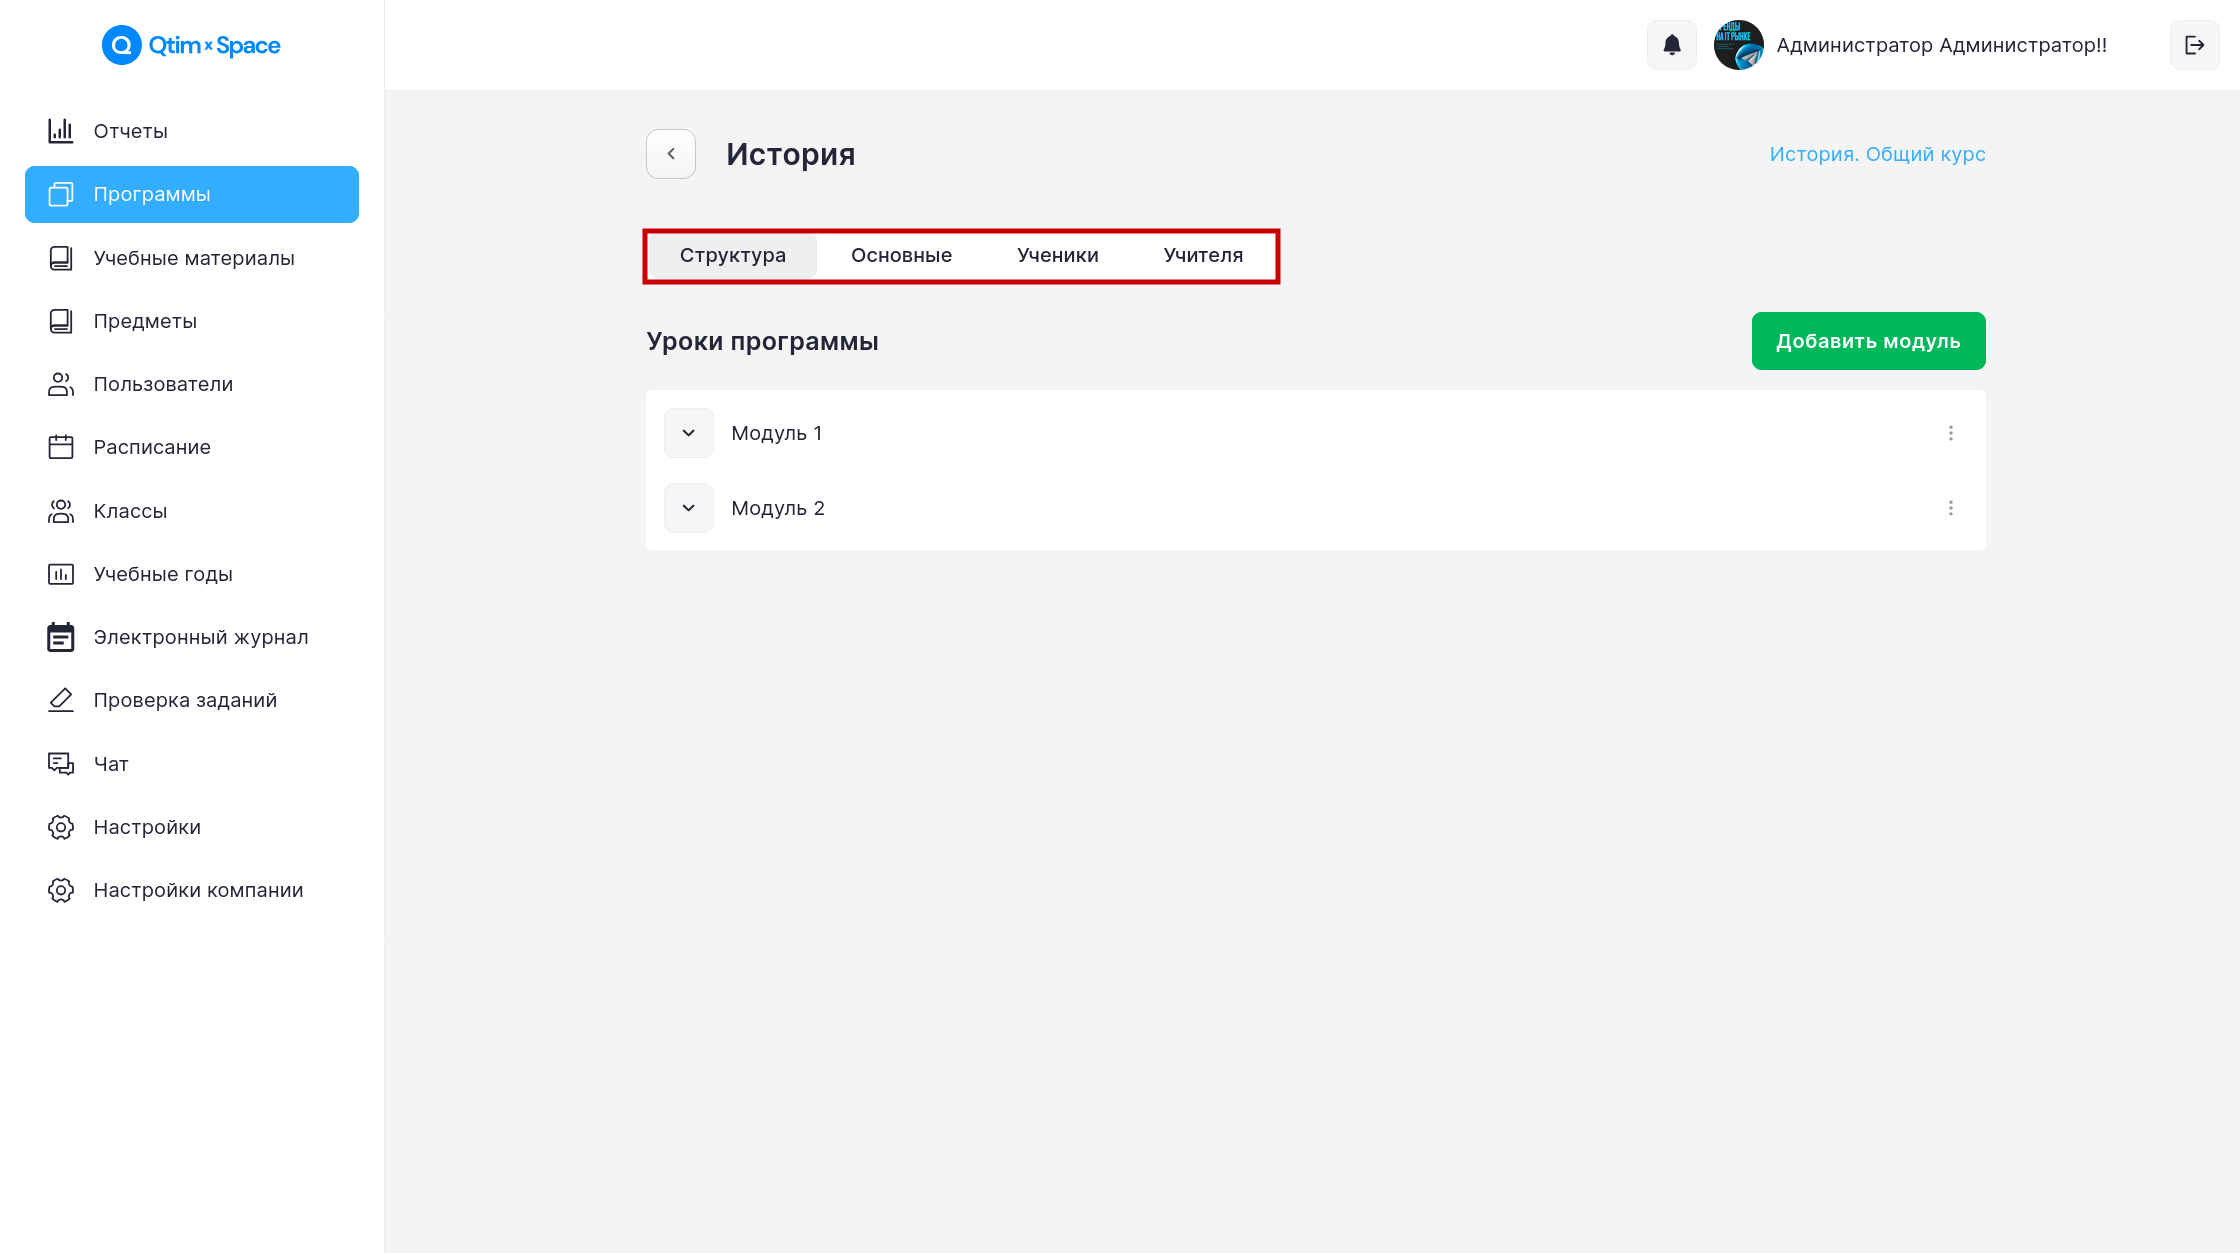 Qtim × Space
Администратор Администратор!!
Отчеты
Программы
Учебные материалы
Предметы
Пользователи
Расписание
Классы
Учебные годы
Электронный журнал
Проверка заданий
Чат
Настройки
Настройки компании
История
История. Общий курс
Структура Основные Ученики Учителя
Уроки программы
Добавить модуль
Модуль 1
Модуль 2